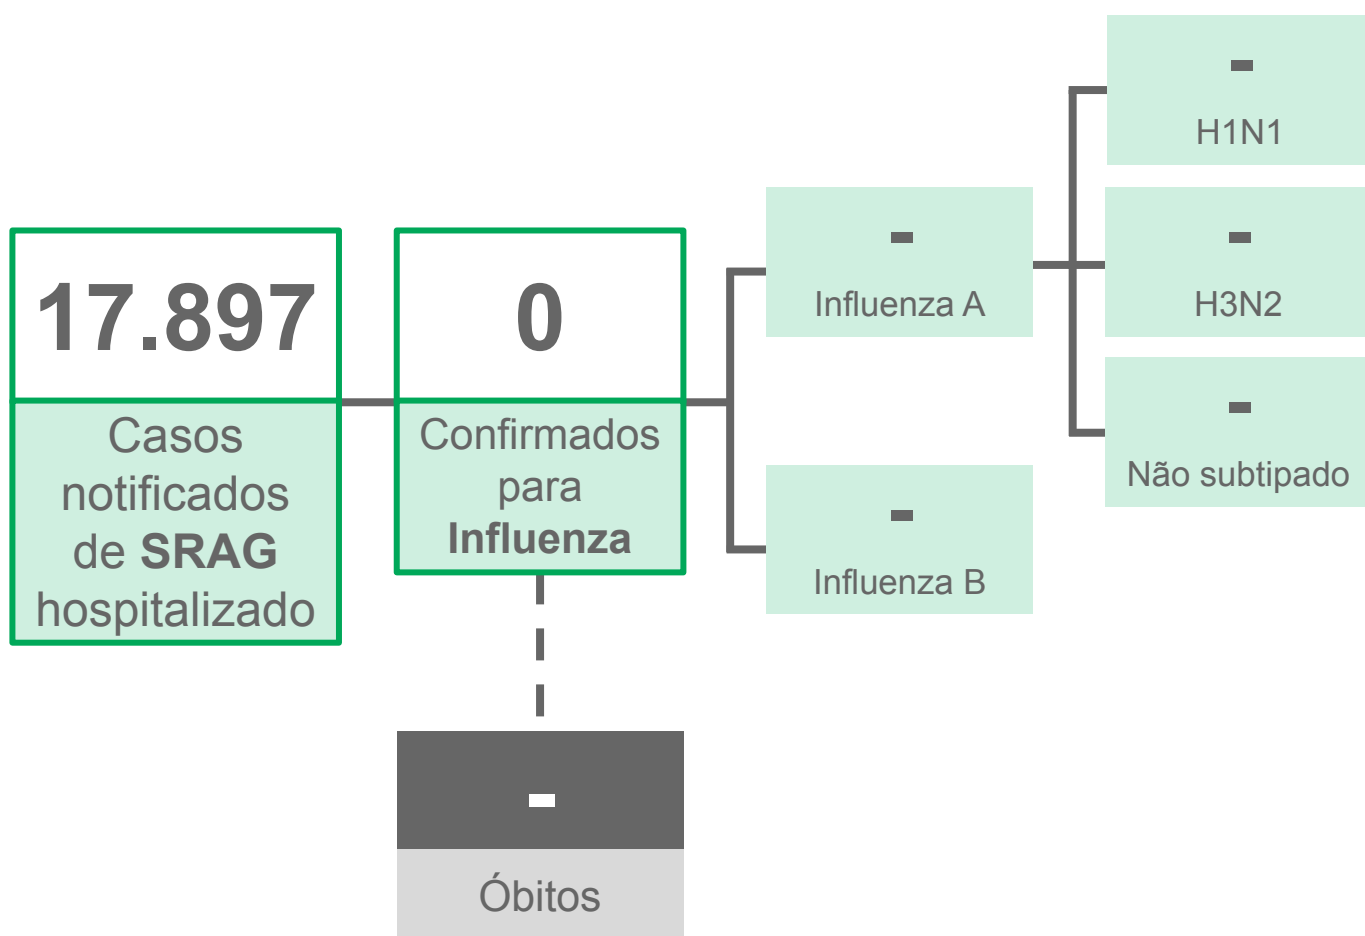 17.897
Casos
notificados
de SRAG
hospitalizado
0
Confirmados
para
Influenza
-
Óbitos
-
Influenza A
-
Influenza B
-
H1N1
-
H3N2
-
Não subtipado